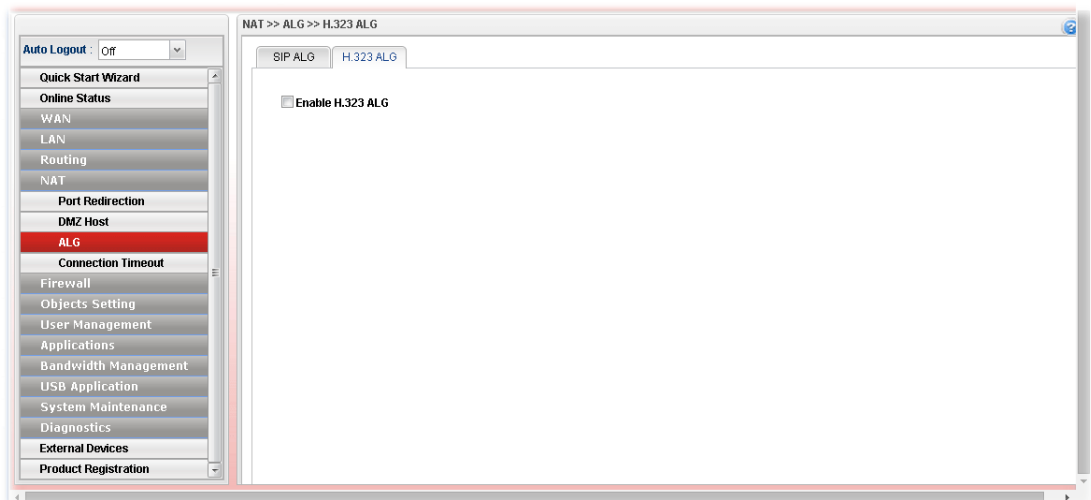 NAT >> ALG >> H.323 ALG
Auto Logout : Off
SIP ALG
H.323 ALG
Enable H.323 ALG
Quick Start Wizard
Online Status
WAN
LAN
Routing
NAT
Port Redirection
DMZ Host
ALG
Connection Timeout
Firewall
Objects Setting
User Management
Applications
Bandwidth Management
USB Application
System Maintenance
Diagnostics
External Devices
Product Registration